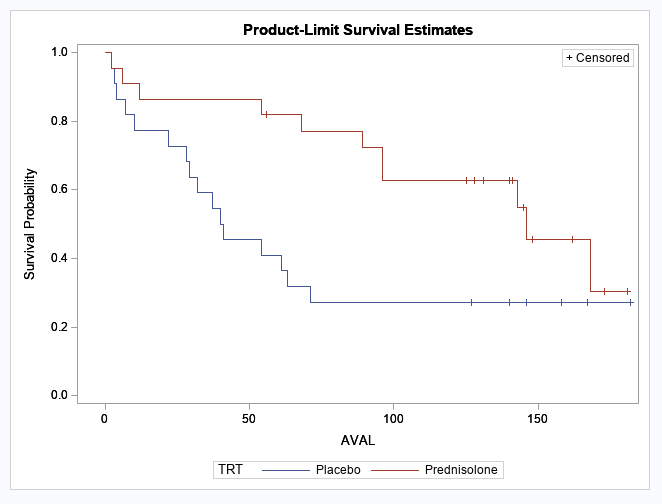 Product-Limit Survival Estimates
+ Censored
1.0
0.8
0.6
0.4
0.2
0.0
Survival Probability
0 50 100 150
AVAL
TRT Placebo Prednisolone